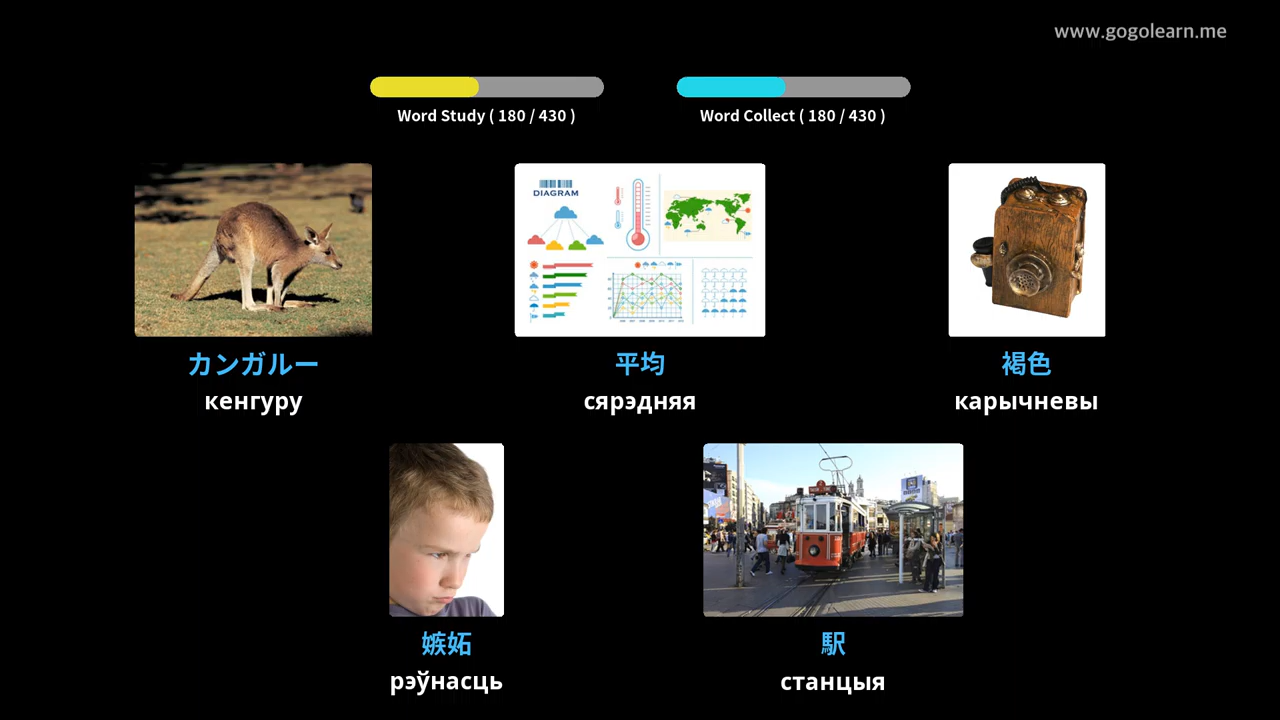 www.gogolearn.me
Word Study ( 180 / 430 )
Word Collect ( 180 / 430 )
DIAGRAM
カンガルー
平均
褐色
кенгуру
сярэдняя
карычневы
嫉妬
駅
рэўнасць
станцыя